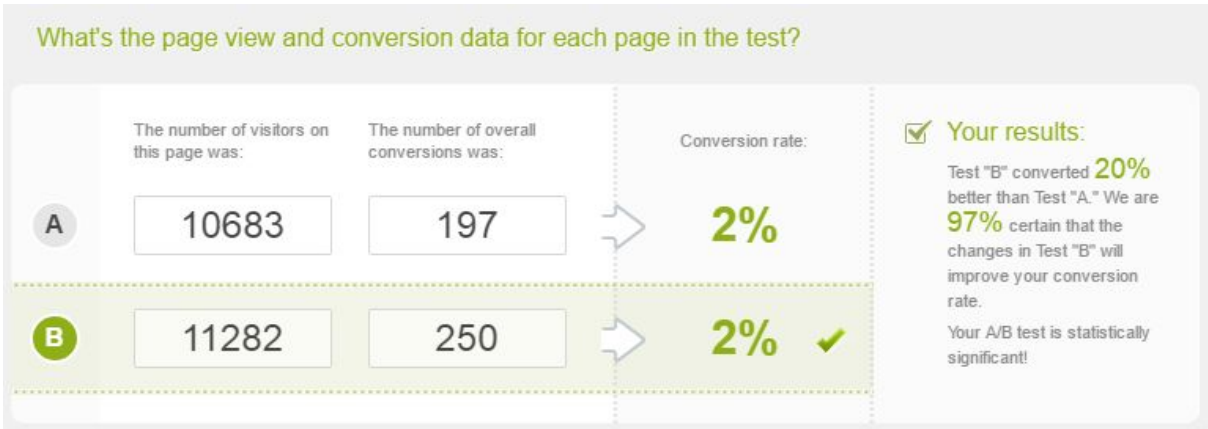 What's the page view and conversion data for each page in the test?
The number of visitors on
this page was:
The number of overall
conversions was:
Conversion rate:
A
10683
197
2%
B
11282
250
2%
Your results:
Test "B" converted 20%
better than Test "A." We are
97% certain that the
changes in Test "B" will
improve your conversion
rate.
Your A/B test is statistically
significant!